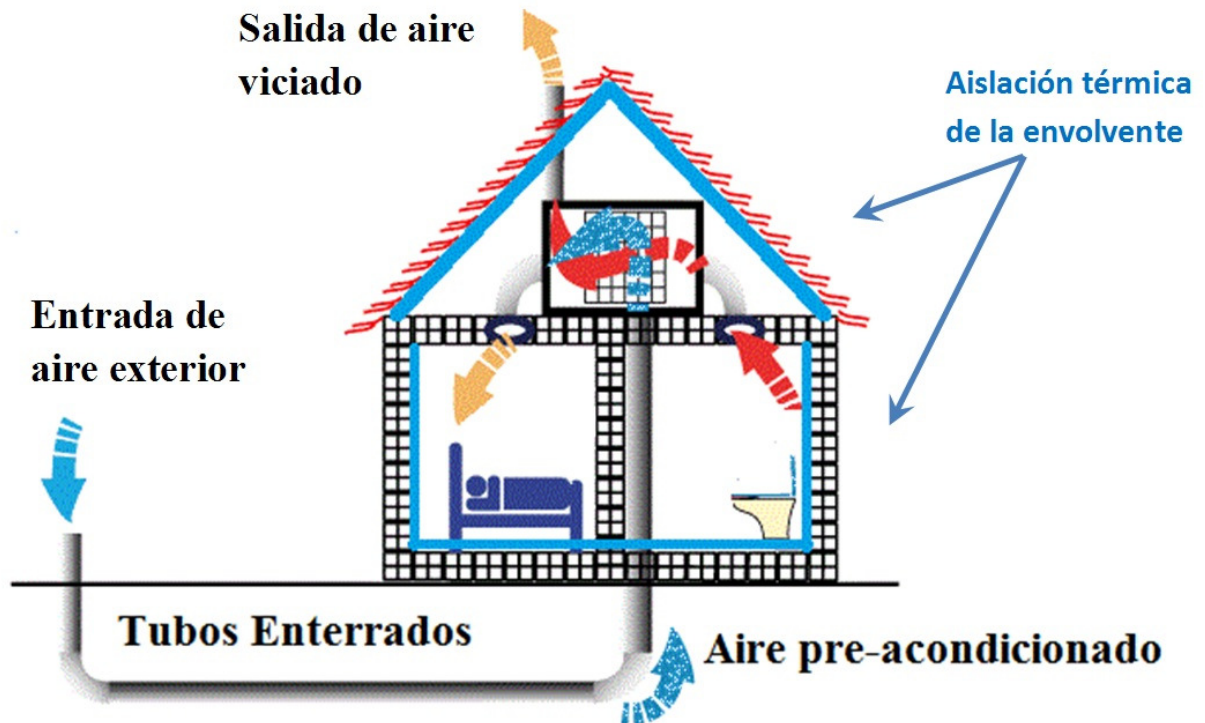 Salida de aire
viciado
Aislación térmica
de la envolvente
Entrada de
aire exterior
Tubos Enterrados
Aire pre-acondicionado